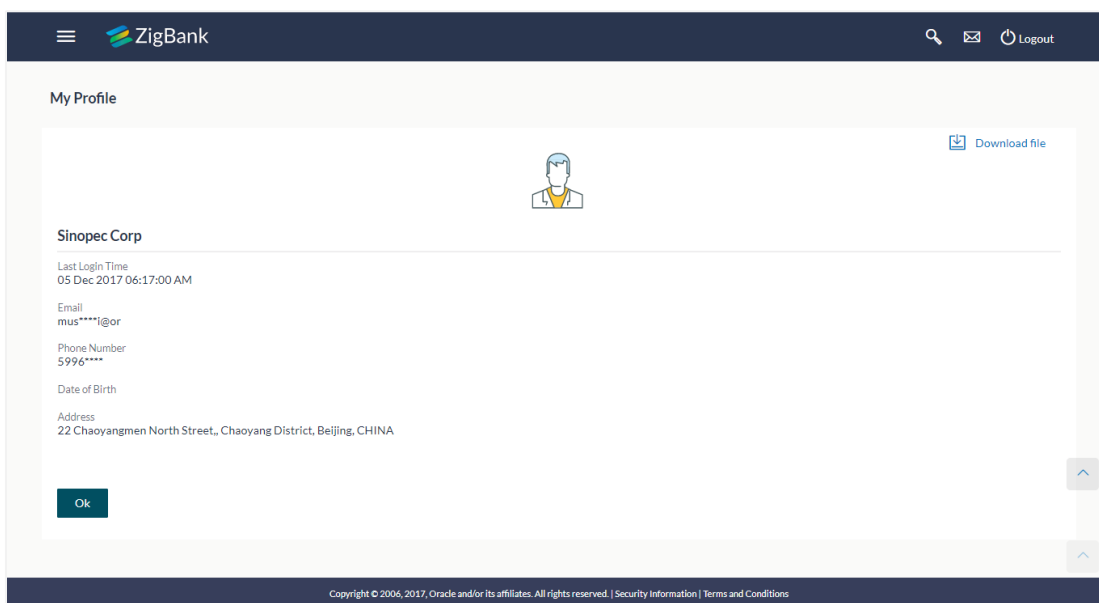 ZigBank
Logout
My Profile
Download file
Sinopec Corp
Last Login Time
05 Dec 2017 06:17:00 AM
Email
mus****i@or
Phone Number
5996****
Date of Birth
Address
22 Chaoyangmen North Street,, Chaoyang District, Beijing, CHINA
Ok
Copyright © 2006, 2017, Oracle and/or its affiliates. All rights reserved. | Security Information | Terms and Conditions